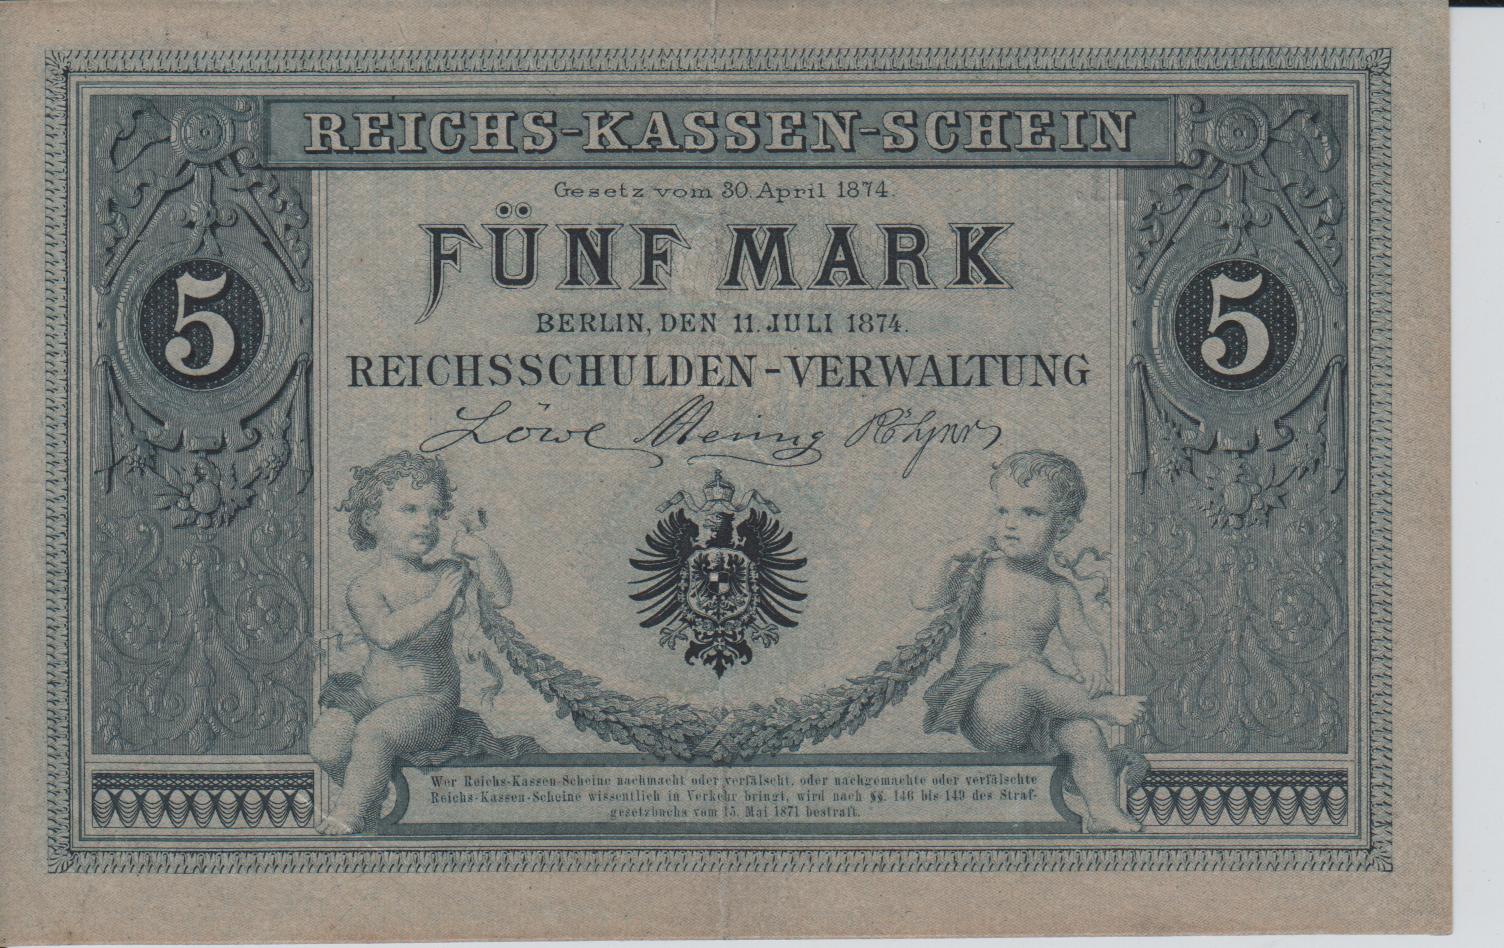 REICHS-KASSEN-SCHEIN
Gesetz vom 30. April 1874.
FÜNF MARK
5
5
BERLIN, DEN 11. JULI 1874.
REICHSSCHULDEN-VERWALTUNG
Löwe
Wer Reichs-Kassen-Scheine nachmacht oder verfälscht, oder nachgemachte oder verfälschte
Reichs-Kassen-Scheine wissentlich in Verkehr bringt, wird nach §§. 146 bis 149 des Straf-
gesetzbuchs vom 15. Mai 1871 bestraft.